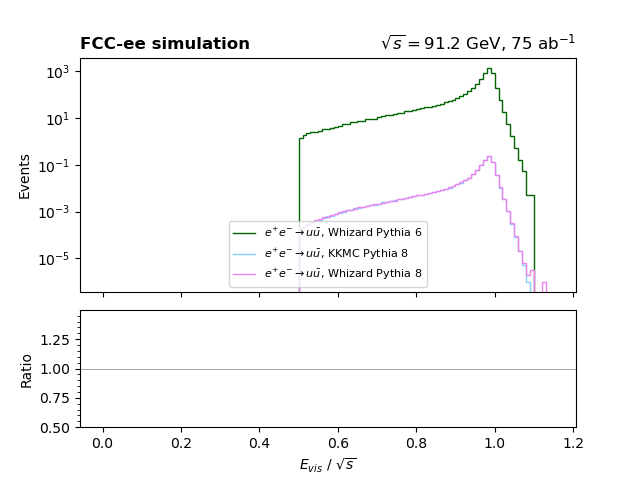 FCC-ee simulation
√s = 91.2 GeV, 75 ab⁻¹
10³
10¹
10⁻¹
10⁻³
10⁻⁵
Events
e⁺e⁻→uū, Whizard Pythia 6
e⁺e⁻→uū, KKMC Pythia 8
e⁺e⁻→uū, Whizard Pythia 8
1.25
1.00
0.75
0.50
Ratio
0.0 0.2 0.4 0.6 0.8 1.0 1.2
E_vis / √s